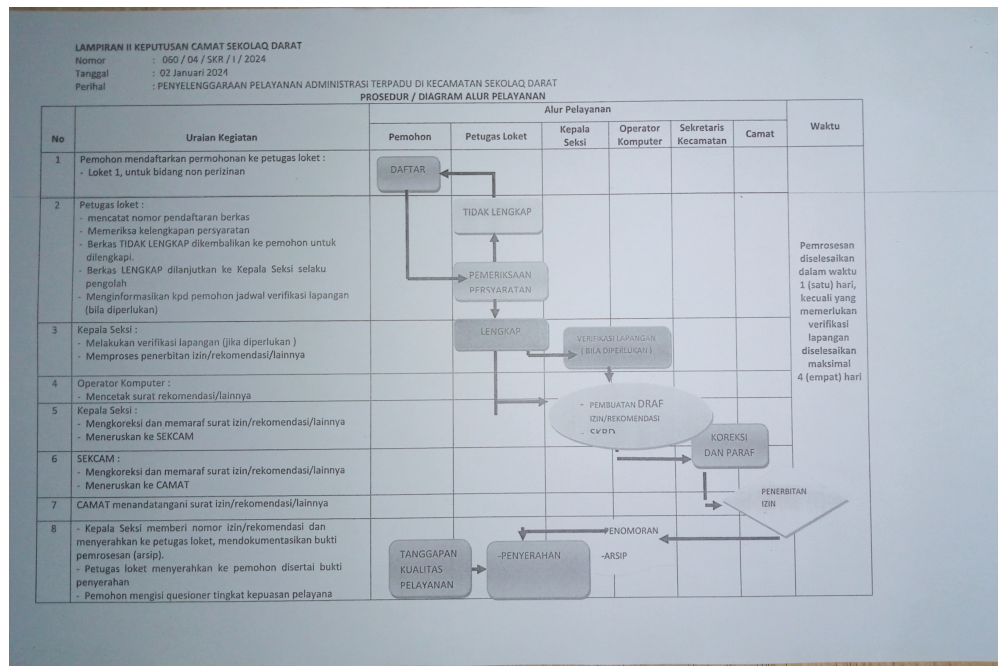 LAMPIRAN II KEPUTUSAN CAMAT SEKOLAQ DARAT
Nomor : 060 / 04 / SKR / I / 2024
Tanggal : 02 Januari 2024
Perihal : PENYELENGGARAAN PELAYANAN ADMINISTRASI TERPADU DI KECAMATAN SEKOLAQ DARAT
PROSEDUR / DIAGRAM ALUR PELAYANAN
No
Uraian Kegiatan
Alur Pelayanan
Pemohon
Petugas Loket
Kepala
Seksi
Operator
Komputer
Sekretaris
Kecamatan
Camat
Waktu
1
Pemohon mendaftarkan permohonan ke petugas loket :
- Loket 1, untuk bidang non perizinan
DAFTAR
2
Petugas loket :
- mencatat nomor pendaftaran berkas
- Memeriksa kelengkapan persyaratan
- Berkas TIDAK LENGKAP dikembalikan ke pemohon untuk
dilengkapi.
- Berkas LENGKAP dilanjutkan ke Kepala Seksi selaku
pengolah
- Menginformasikan kpd pemohon jadwal verifikasi lapangan
(bila diperlukan)
TIDAK LENGKAP
PEMERIKSAAN
PERSYARATAN
3
Kepala Seksi :
- Melakukan verifikasi lapangan (jika diperlukan )
- Memproses penerbitan izin/rekomendasi/lainnya
LENGKAP
VERIFIKASI LAPANGAN
( BILA DIPERLUKAN )
4
Operator Komputer :
- Mencetak surat rekomendasi/lainnya
- PEMBUATAN DRAF
IZIN/REKOMENDASI
5
Kepala Seksi :
- Mengkoreksi dan memaraf surat izin/rekomendasi/lainnya
- Meneruskan ke SEKCAM
KOREKSI
DAN PARAF
6
SEKCAM :
- Mengkoreksi dan memaraf surat izin/rekomendasi/lainnya
- Meneruskan ke CAMAT
PENERBITAN
IZIN
7
CAMAT menandatangani surat izin/rekomendasi/lainnya
8
- Kepala Seksi memberi nomor izin/rekomendasi dan
menyerahkan ke petugas loket, mendokumentasikan bukti
pemrosesan (arsip).
- Petugas loket menyerahkan ke pemohon disertai bukti
penyerahan
- Pemohon mengisi quesioner tingkat kepuasan pelayana
TANGGAPAN
KUALITAS
PELAYANAN
-PENYERAHAN
PENOMORAN
-ARSIP
Pemrosesan
diselesaikan
dalam waktu
1 (satu) hari,
kecuali yang
memerlukan
verifikasi
lapangan
diselesaikan
maksimal
4 (empat) hari